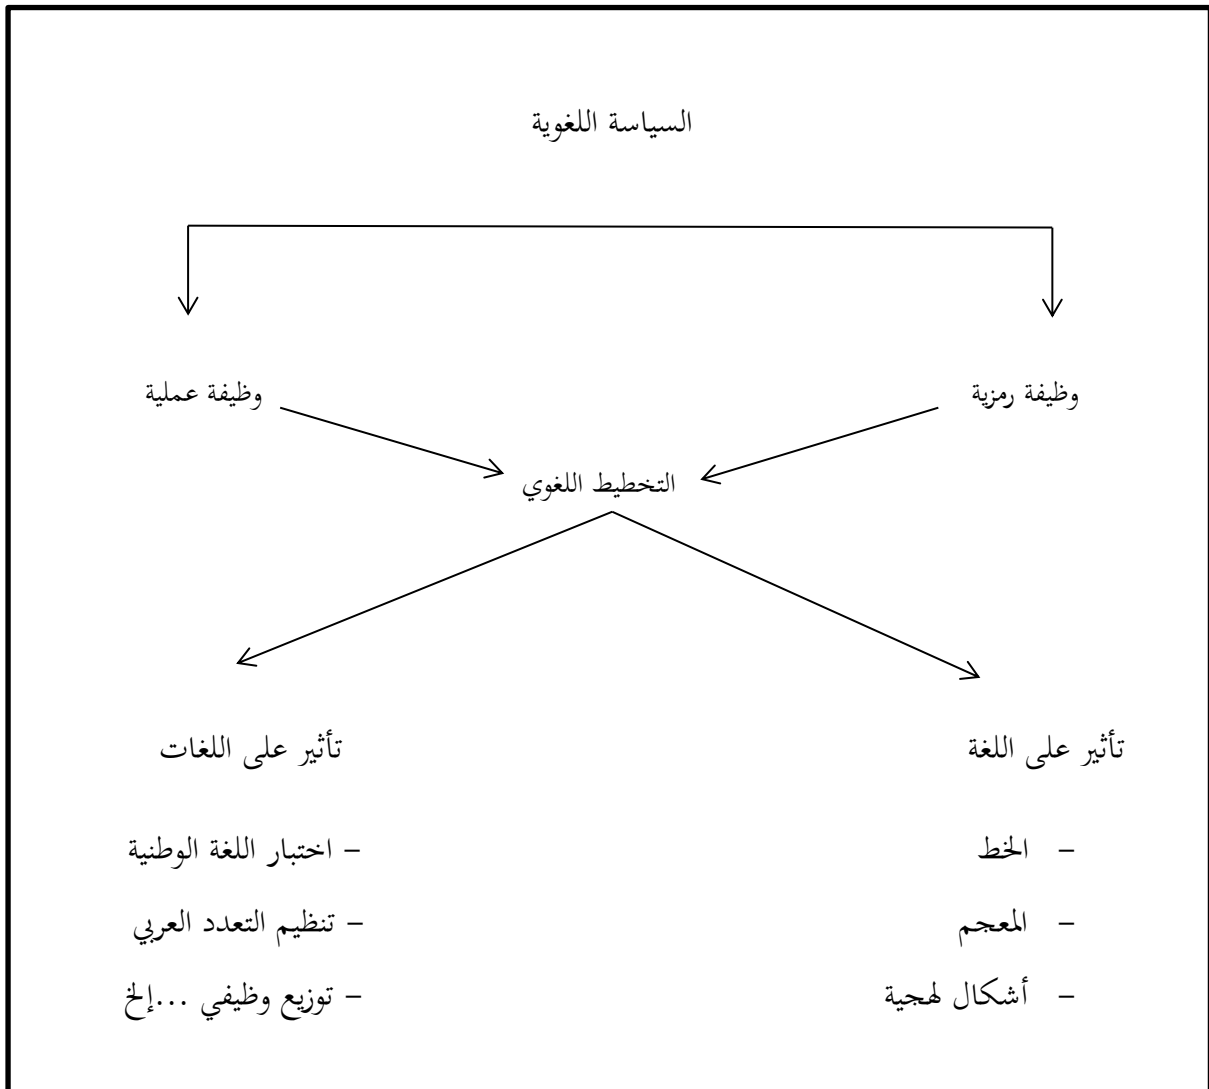 السياسة اللغوية
وظيفة رمزية
وظيفة عملية
التخطيط اللغوي
تأثير على اللغة
تأثير على اللغات
– الخط
– اختبار اللغة الوطنية
– المعجم
– تنظيم التعدد العربي
– أشكال لهجية
– توزيع وظيفي ...إلخ